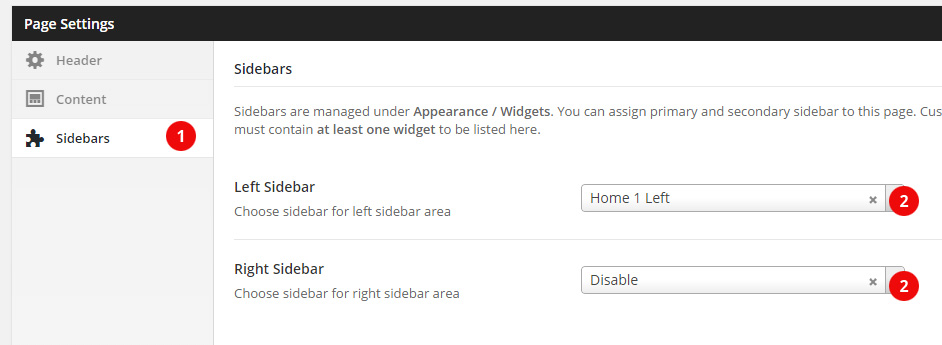 Page Settings
Header
Content
Sidebars
1
Sidebars
Sidebars are managed under Appearance / Widgets. You can assign primary and secondary sidebar to this page. Cus
must contain at least one widget to be listed here.
Left Sidebar
Choose sidebar for left sidebar area
Home 1 Left
×
2
Right Sidebar
Choose sidebar for right sidebar area
Disable
×
2